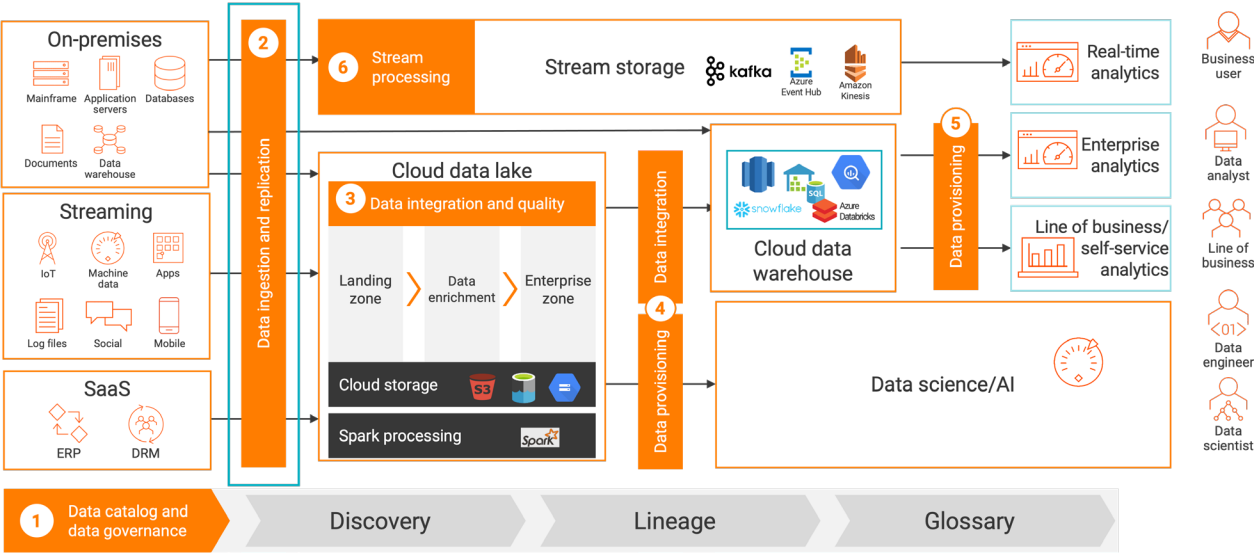 On-premises
Mainframe
Application
servers
Databases
Documents
Data
warehouse
Streaming
IoT
Machine
data
Apps
Log files
Social
Mobile
SaaS
ERP
DRM
2
Data ingestion and replication
6
Stream
processing
Stream storage
kafka
Azure
Event Hub
Amazon
Kinesis
Cloud data lake
3
Data integration and quality
Landing
zone
Data
enrichment
Enterprise
zone
Cloud storage
S3
Spark processing
Spark
Data integration
4
Data provisioning
SQL
snowflake
Azure
Databricks
Cloud data
warehouse
5
Data provisioning
Data science/AI
Real-time
analytics
Enterprise
analytics
Line of business/
self-service
analytics
Business
user
Data
analyst
Line of
business
<01>
Data
engineer
Data
scientist
1
Data catalog and
data governance
Discovery
Lineage
Glossary